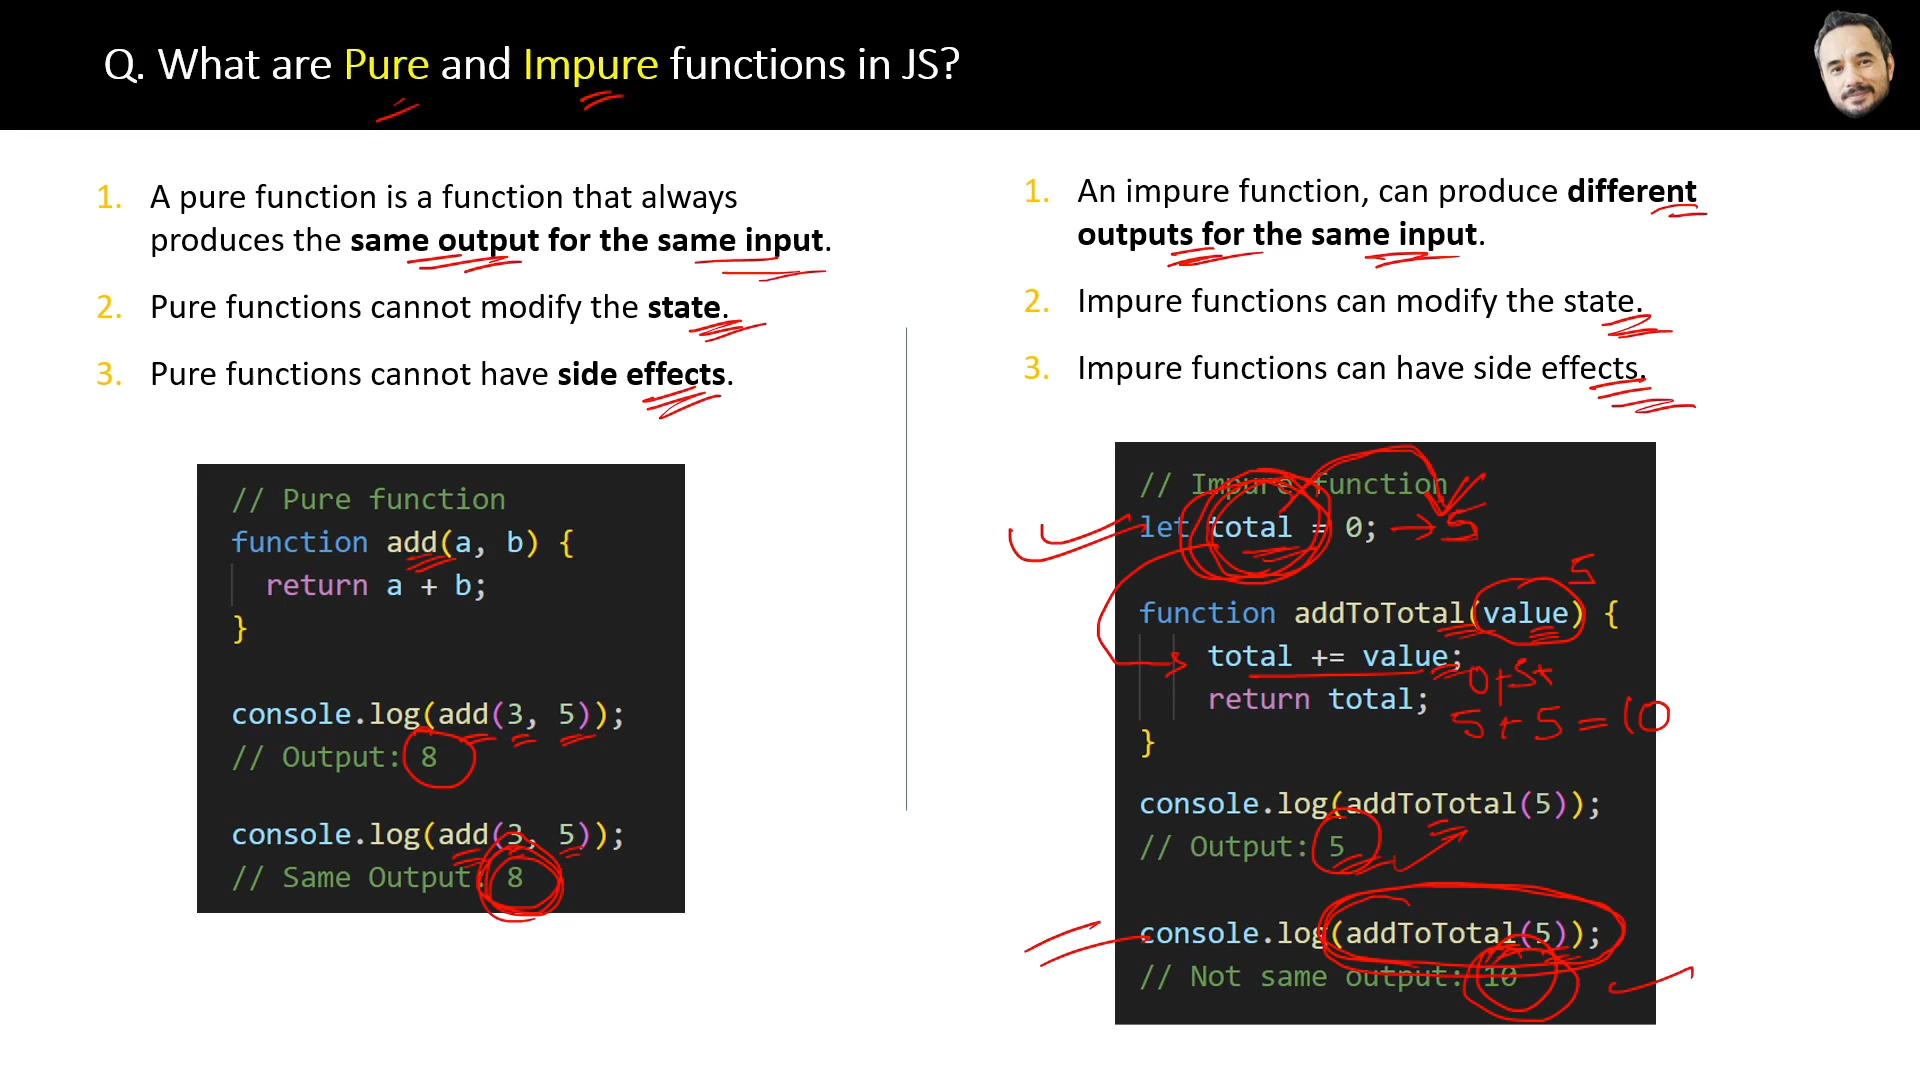 Q. What are Pure and Impure functions in JS?
1. A pure function is a function that always
produces the same output for the same input.
2. Pure functions cannot modify the state.
3. Pure functions cannot have side effects.
// Pure function
function add(a, b) {
return a + b;
}
console.log(add(3, 5));
// Output: 8
console.log(add(3, 5));
// Same Output: 8
1. An impure function, can produce different
outputs for the same input.
2. Impure functions can modify the state.
3. Impure functions can have side effects.
// Impure function
let total = 0; → 5
5
function addToTotal(value) {
total += value;
0+5
return total;
5 + 5 = 10
}
console.log(addToTotal(5));
// Output: 5
console.log(addToTotal(5));
// Not same output: 10